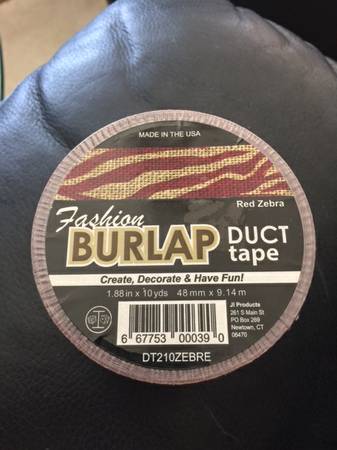 MADE IN THE USA
Red Zebra
Fashion
BURLAP DUCT tape
Create, Decorate & Have Fun!
1.88 in x 10 yds 48 mm x 9.14 m
JI Products
261 S Main St
PO Box 269
Newtown, CT
06470
6 67753 00039 0
DT210ZEBRE